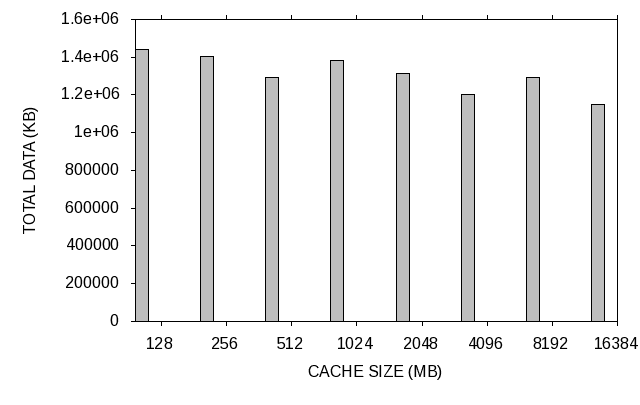 1.6e+06
1.4e+06
1.2e+06
1e+06
800000
600000
400000
200000
0
TOTAL DATA (KB)
128 256 512 1024 2048 4096 8192 16384
CACHE SIZE (MB)